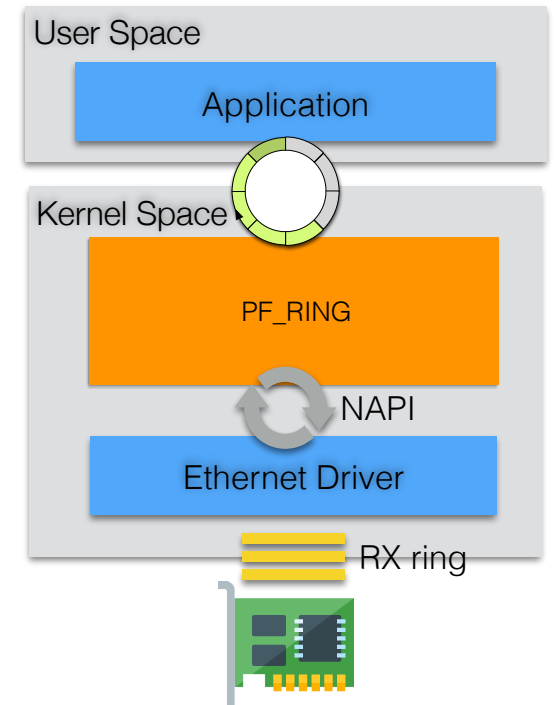 User Space
Application
Kernel Space
PF_RING
NAPI
Ethernet Driver
RX ring